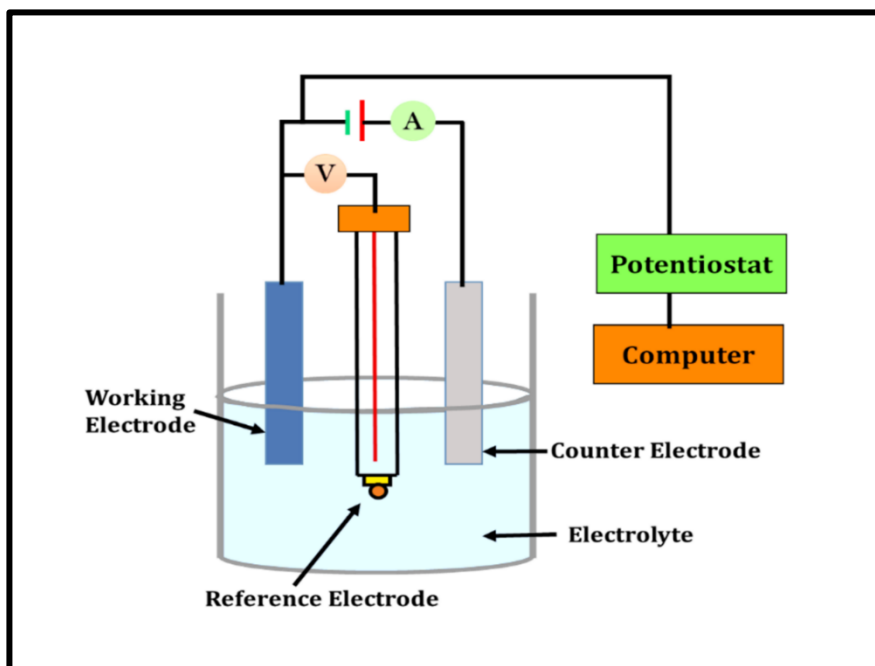 A
V
Potentiostat
Computer
Working
Electrode
Counter Electrode
Electrolyte
Reference Electrode